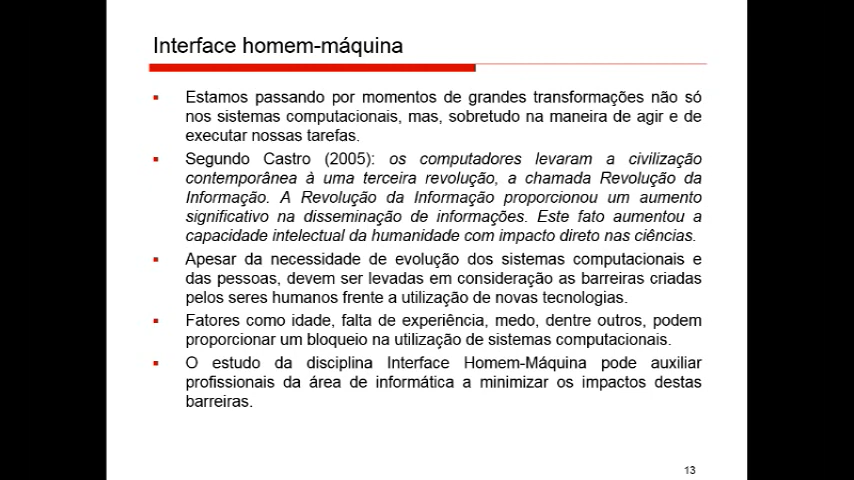 Interface homem-máquina
▪ Estamos passando por momentos de grandes transformações não só
nos sistemas computacionais, mas, sobretudo na maneira de agir e de
executar nossas tarefas.
▪ Segundo Castro (2005): os computadores levaram a civilização
contemporânea à uma terceira revolução, a chamada Revolução da
Informação. A Revolução da Informação proporcionou um aumento
significativo na disseminação de informações. Este fato aumentou a
capacidade intelectual da humanidade com impacto direto nas ciências.
▪ Apesar da necessidade de evolução dos sistemas computacionais e
das pessoas, devem ser levadas em consideração as barreiras criadas
pelos seres humanos frente a utilização de novas tecnologias.
▪ Fatores como idade, falta de experiência, medo, dentre outros, podem
proporcionar um bloqueio na utilização de sistemas computacionais.
▪ O estudo da disciplina Interface Homem-Máquina pode auxiliar
profissionais da área de informática a minimizar os impactos destas
barreiras.
13